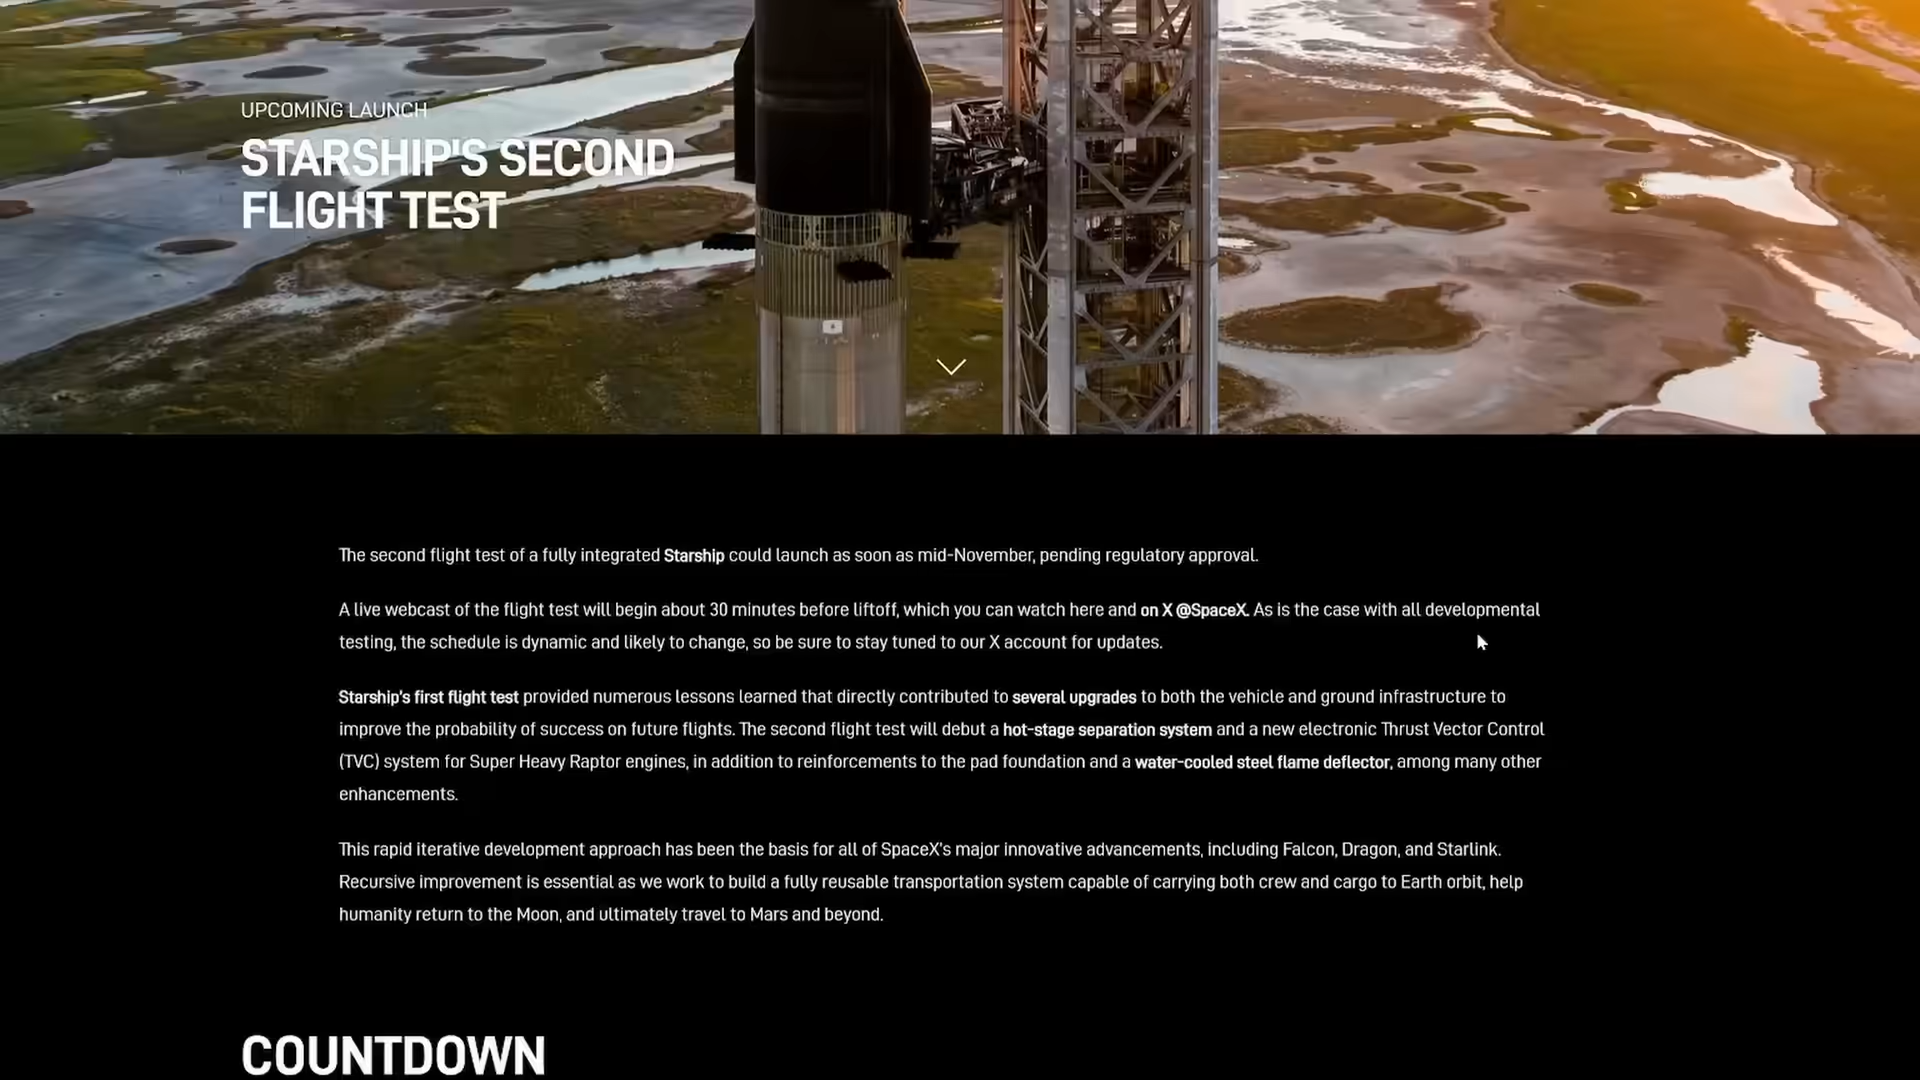 UPCOMING LAUNCH
STARSHIP'S SECOND
FLIGHT TEST
The second flight test of a fully integrated Starship could launch as soon as mid-November, pending regulatory approval.
A live webcast of the flight test will begin about 30 minutes before liftoff, which you can watch here and on X @SpaceX. As is the case with all developmental
testing, the schedule is dynamic and likely to change, so be sure to stay tuned to our X account for updates.
Starship's first flight test provided numerous lessons learned that directly contributed to several upgrades to both the vehicle and ground infrastructure to
improve the probability of success on future flights. The second flight test will debut a hot-stage separation system and a new electronic Thrust Vector Control
(TVC) system for Super Heavy Raptor engines, in addition to reinforcements to the pad foundation and a water-cooled steel flame deflector, among many other
enhancements.
This rapid iterative development approach has been the basis for all of SpaceX's major innovative advancements, including Falcon, Dragon, and Starlink.
Recursive improvement is essential as we work to build a fully reusable transportation system capable of carrying both crew and cargo to Earth orbit, help
humanity return to the Moon, and ultimately travel to Mars and beyond.
COUNTDOWN